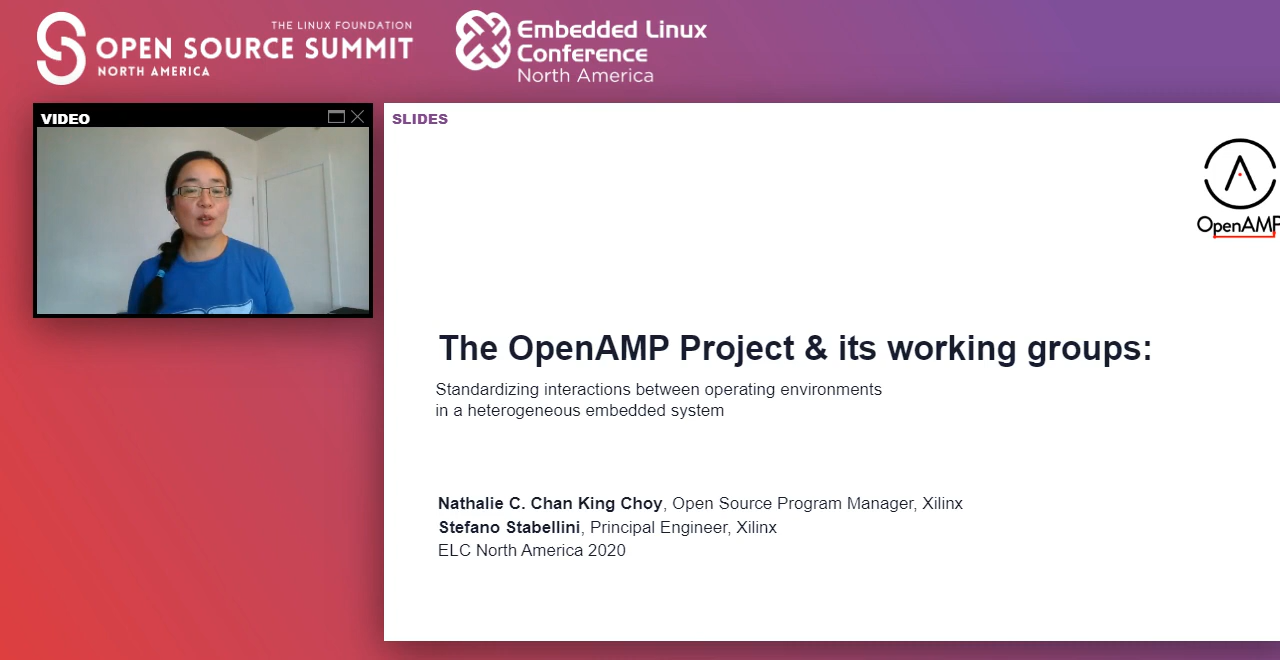 THE LINUX FOUNDATION
OPEN SOURCE SUMMIT
NORTH AMERICA
Embedded Linux
Conference
North America
VIDEO
SLIDES
OpenAMP
The OpenAMP Project & its working groups:
Standardizing interactions between operating environments
in a heterogeneous embedded system
Nathalie C. Chan King Choy, Open Source Program Manager, Xilinx
Stefano Stabellini, Principal Engineer, Xilinx
ELC North America 2020